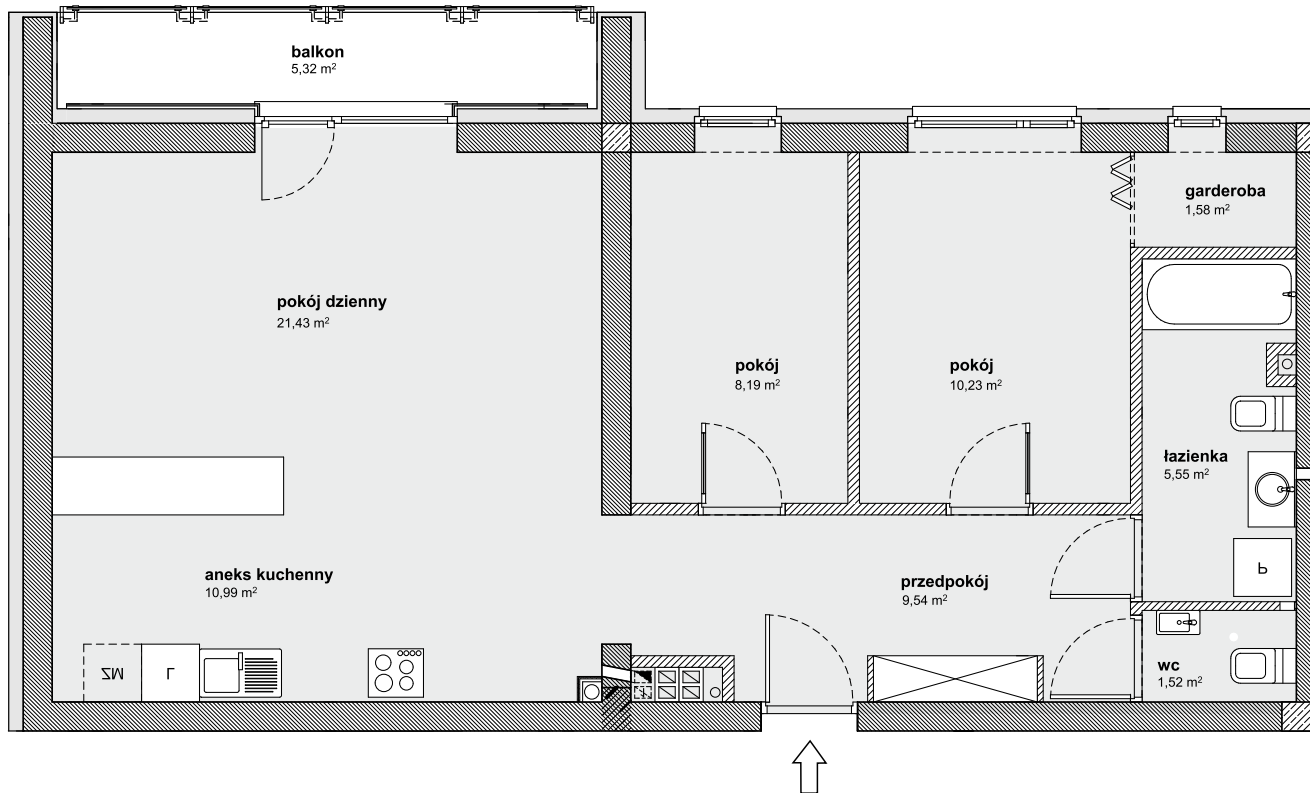 balkon
5,32 m²
garderoba
1,58 m²
pokój dzienny
21,43 m²
pokój
8,19 m²
pokój
10,23 m²
łazienka
5,55 m²
P
aneks kuchenny
10,99 m²
przedpokój
9,54 m²
ZM
L
wc
1,52 m²